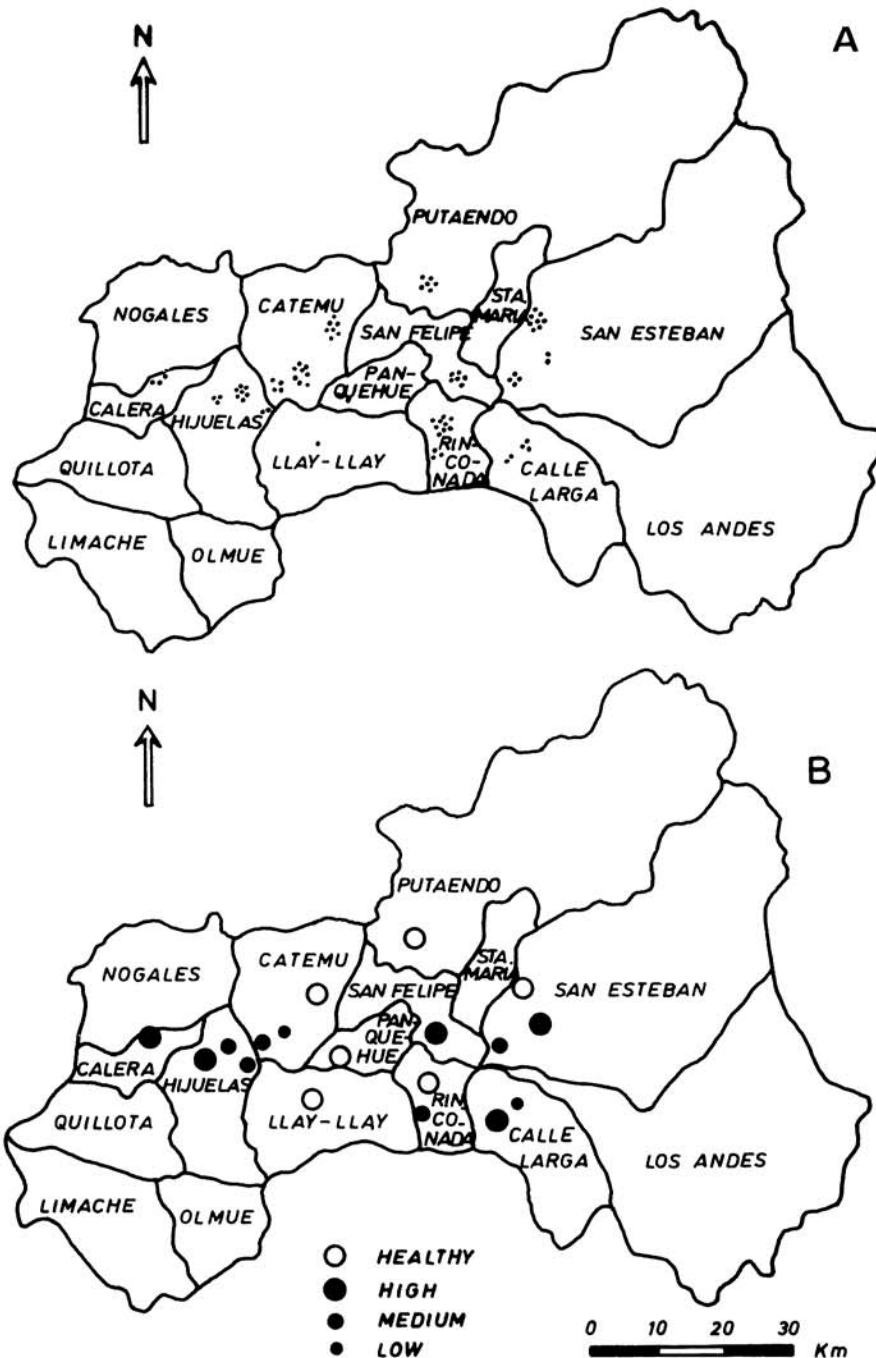 N
A
PUTAENDO
NOGALES
CATEMU
SAN FELIPE
STA.
MARIA
SAN ESTEBAN
CALERA
HIJUELAS
PAN-
QUEHUE
QUILLOTA
LLAY-LLAY
RIN-
CO-
NADA
CALLE
LARGA
LIMACHE
OLMUE
LOS ANDES
N
B
PUTAENDO
NOGALES
CATEMU
SAN FELIPE
STA.
MARIA
SAN ESTEBAN
CALERA
HIJUELAS
PAN-
QUE-
HUE
QUILLOTA
LLAY-LLAY
RIN-
CO-
NADA
CALLE
LARGA
LOS ANDES
LIMACHE
OLMUE
HEALTHY
HIGH
MEDIUM
LOW
0 10 20 30
Km